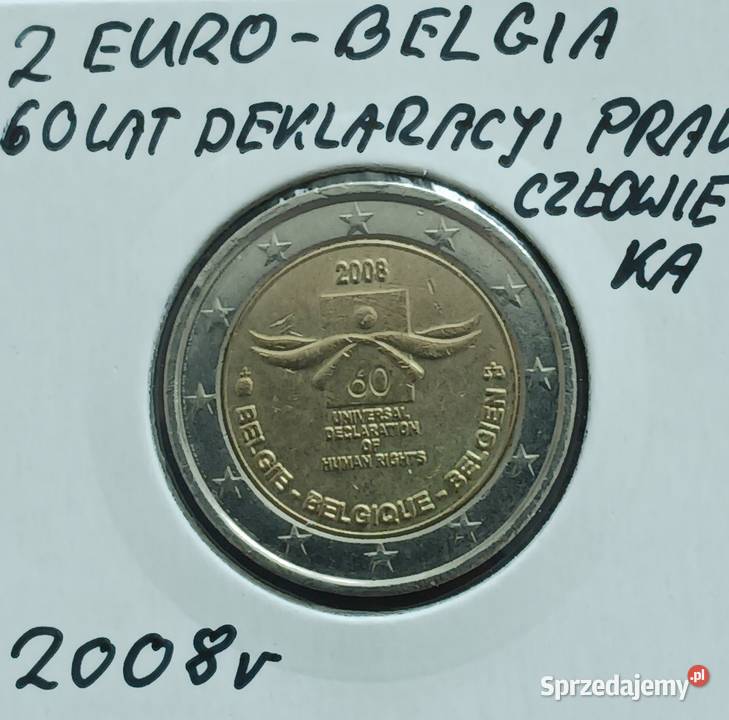 2 EURO - BELGIA
60 LAT DEKLARACYI PRAW
CZŁOWIE
KA
2008
60
UNIVERSAL
DECLARATION
OF
HUMAN RIGHTS
BELGIE - BELGIQUE - BELGIEN
2008r
Sprzedajemy.pl